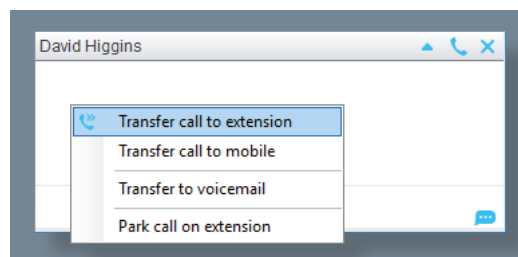 David Higgins
Transfer call to extension
Transfer call to mobile
Transfer to voicemail
Park call on extension